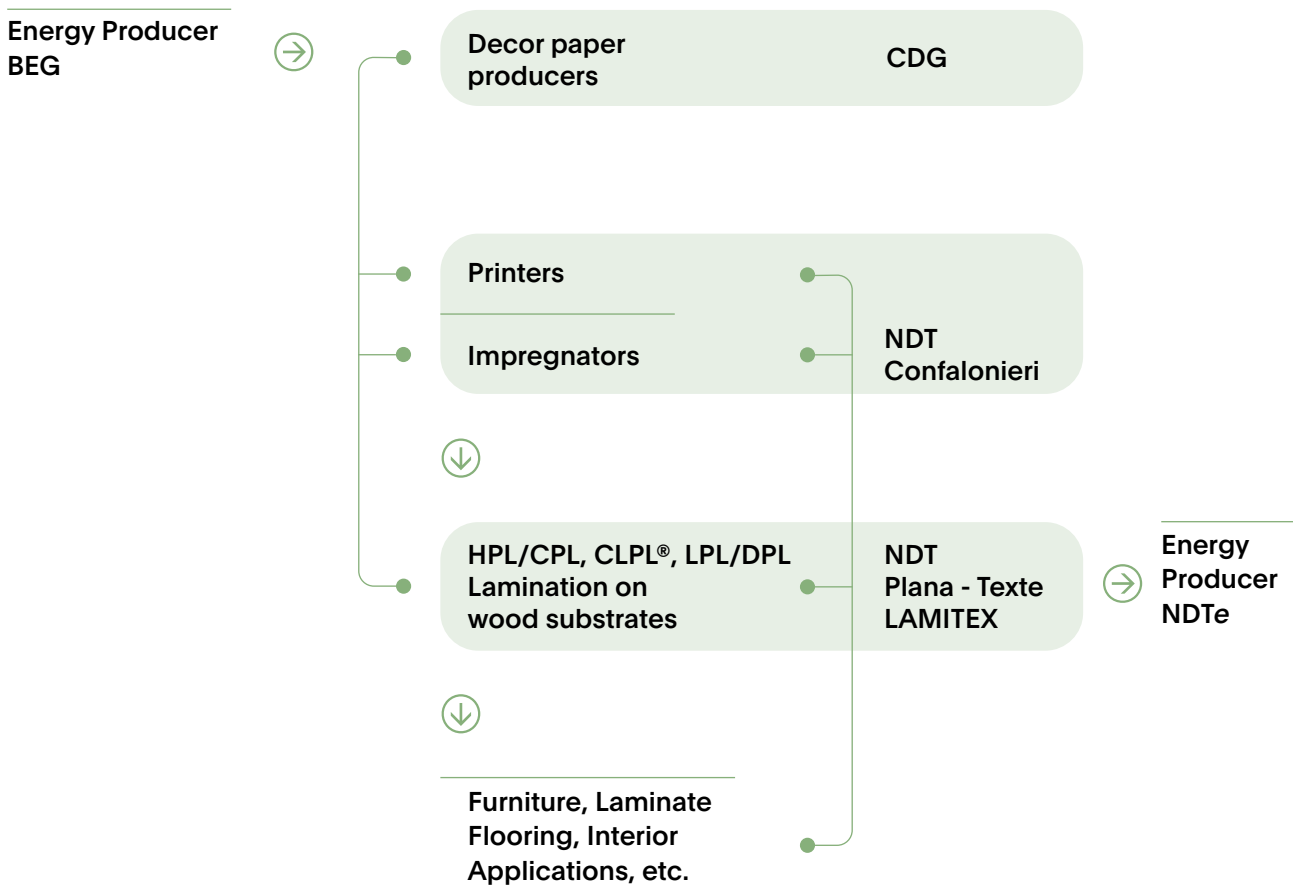 Energy Producer
BEG
Decor paper
producers
CDG
Printers
Impregnators
NDT
Confalonieri
HPL/CPL, CLPL®, LPL/DPL
Lamination on
wood substrates
NDT
Plana - Texte
LAMITEX
Energy
Producer
NDTe
Furniture, Laminate
Flooring, Interior
Applications, etc.